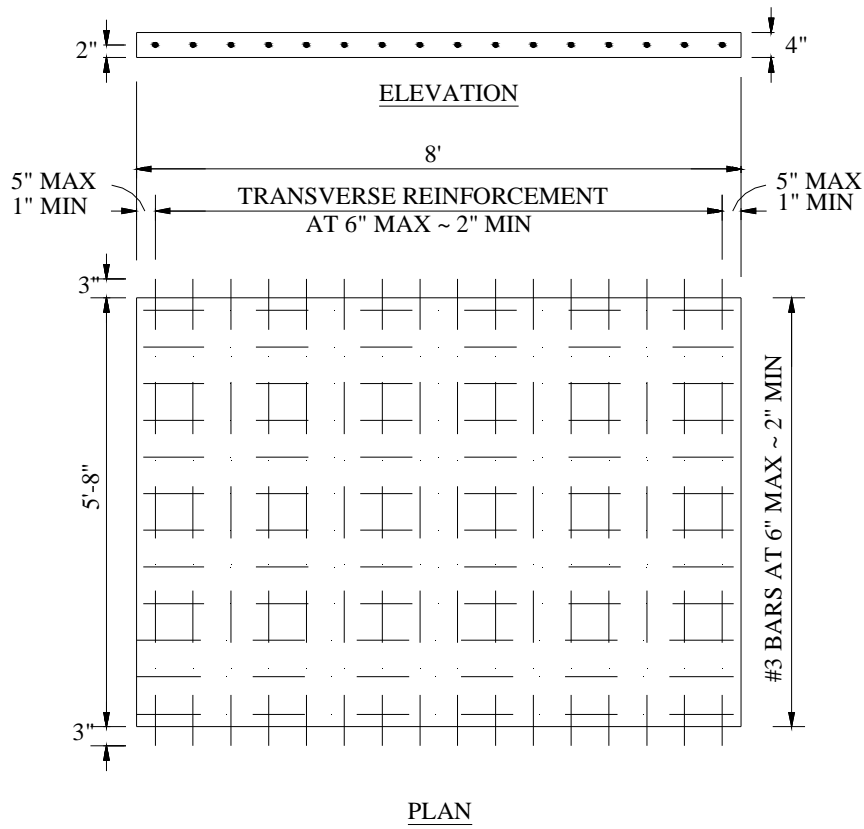 2"
4"
ELEVATION
8'
5" MAX
1" MIN
TRANSVERSE REINFORCEMENT
AT 6" MAX ~ 2" MIN
5" MAX
1" MIN
3"
5'-8"
#3 BARS AT 6" MAX ~ 2" MIN
3"
PLAN